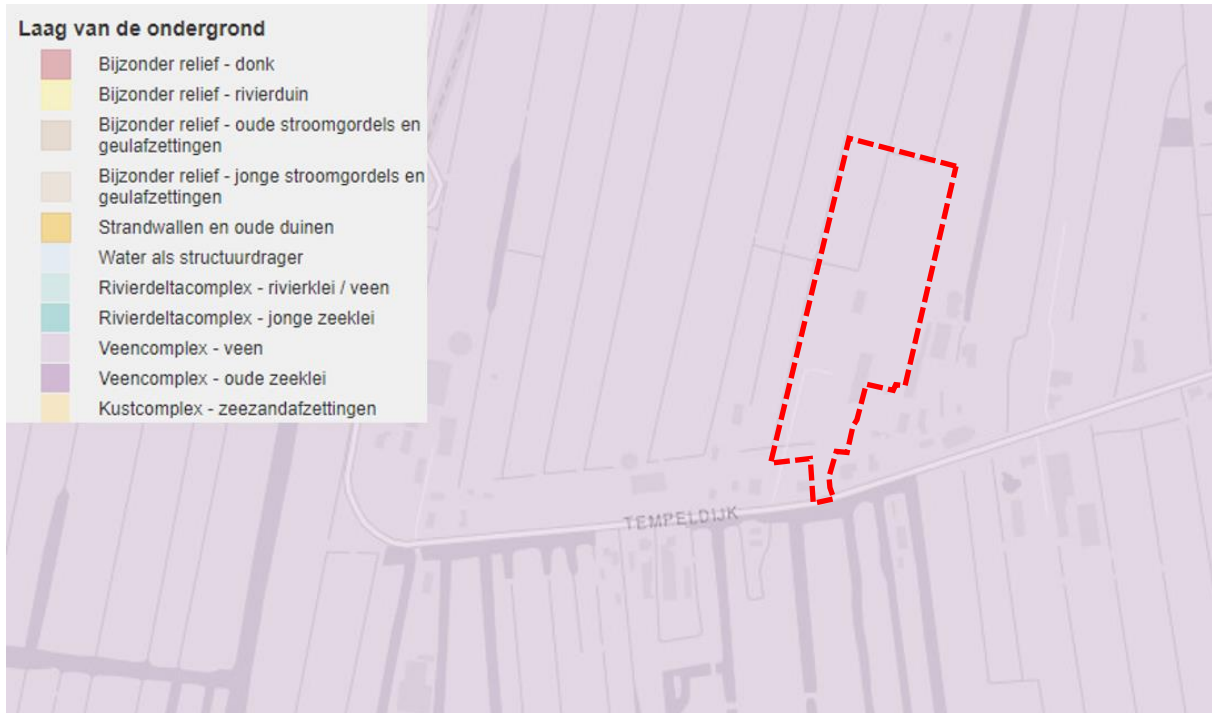 Laag van de ondergrond
Bijzonder relief - donk
Bijzonder relief - rivierduin
Bijzonder relief - oude stroomgordels en
geulafzettingen
Bijzonder relief - jonge stroomgordels en
geulafzettingen
Strandwallen en oude duinen
Water als structuurdrager
Rivierdeltacomplex - rivierklei / veen
Rivierdeltacomplex - jonge zeeklei
Veencomplex - veen
Veencomplex - oude zeeklei
Kustcomplex - zeezandafzettingen
TEMPELDIJK